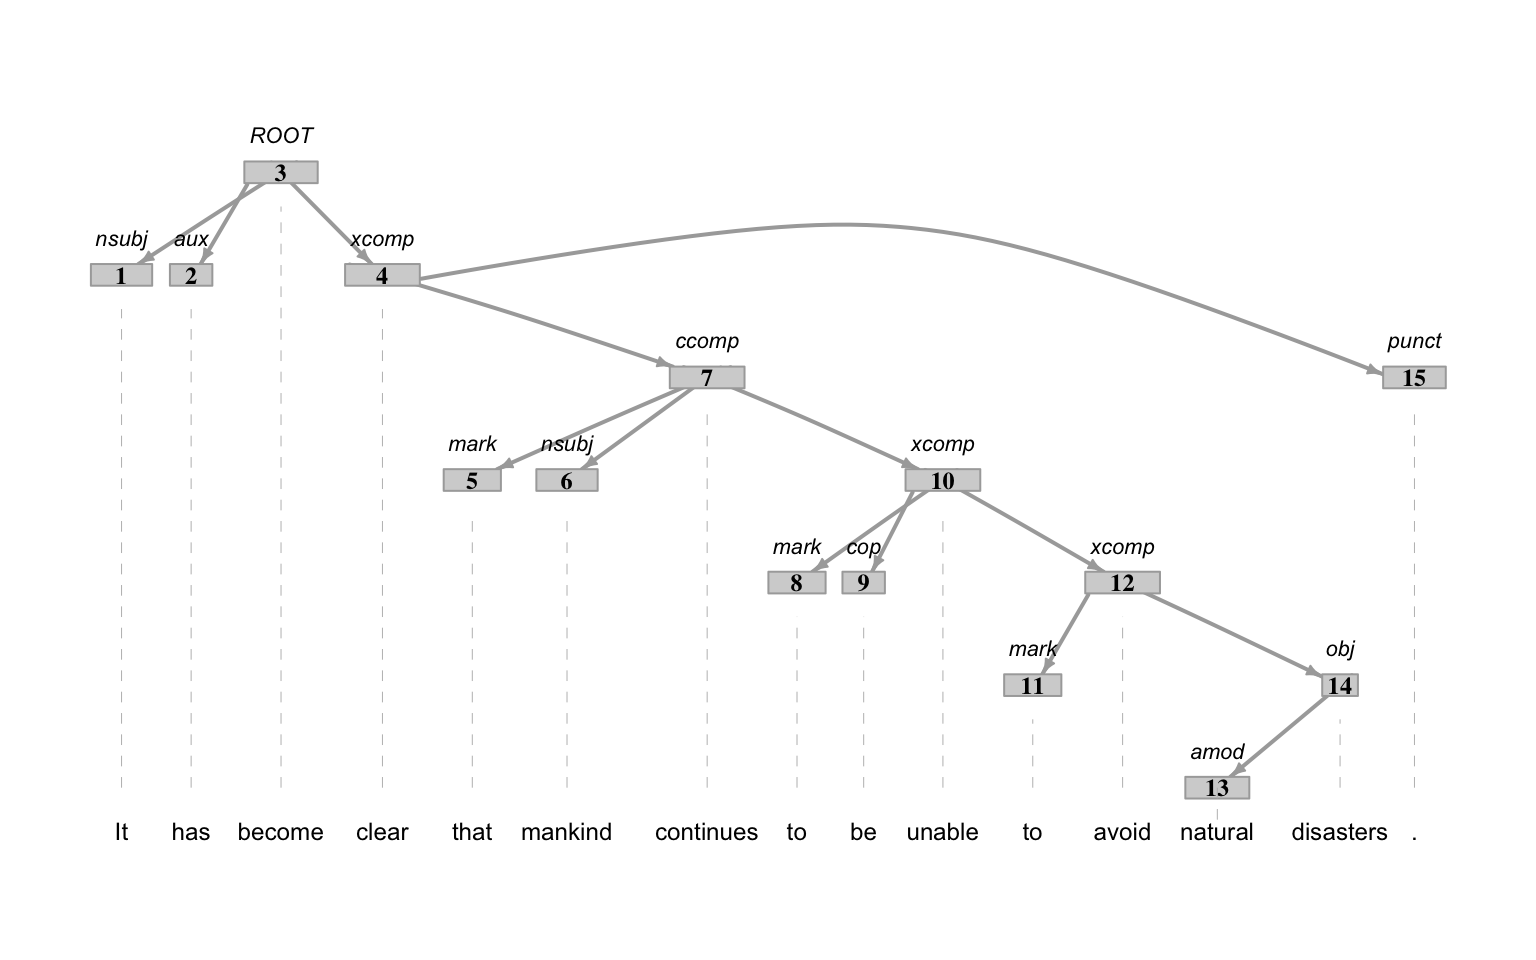 ROOT
3
nsubj aux xcomp
1 2 4
ccomp punct
7 15
mark nsubj xcomp
5 6 10
mark cop xcomp
8 9 12
mark obj
11 14
amod
13
It has become clear that mankind continues to be unable to avoid natural disasters .